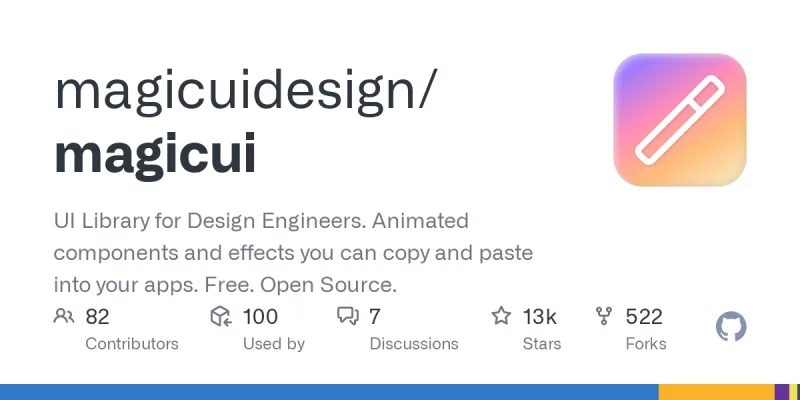 magicuidesign/
magicui
UI Library for Design Engineers. Animated
components and effects you can copy and paste
into your apps. Free. Open Source.
82 100 7 13k 522
Contributors Used by Discussions Stars Forks